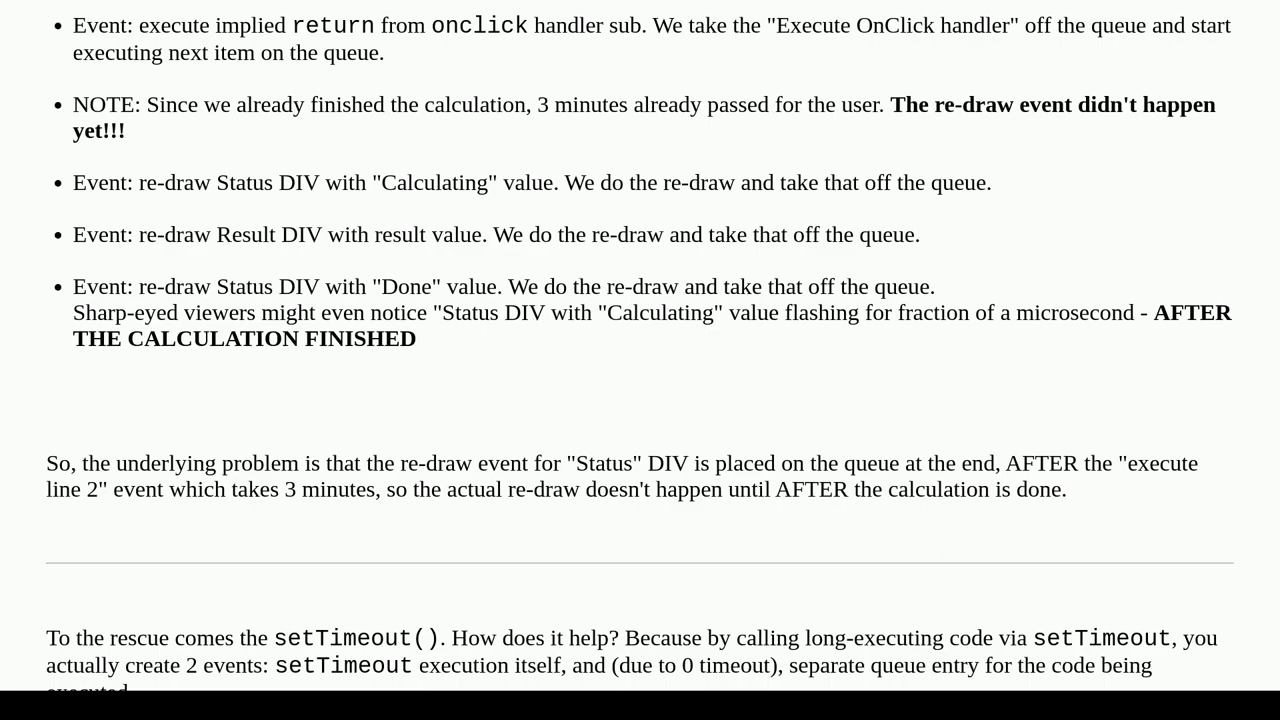 Event: execute implied return from onclick handler sub. We take the "Execute OnClick handler" off the queue and start
executing next item on the queue.
NOTE: Since we already finished the calculation, 3 minutes already passed for the user. The re-draw event didn't happen
yet!!!
Event: re-draw Status DIV with "Calculating" value. We do the re-draw and take that off the queue.
Event: re-draw Result DIV with result value. We do the re-draw and take that off the queue.
Event: re-draw Status DIV with "Done" value. We do the re-draw and take that off the queue.
Sharp-eyed viewers might even notice "Status DIV with "Calculating" value flashing for fraction of a microsecond - AFTER
THE CALCULATION FINISHED
So, the underlying problem is that the re-draw event for "Status" DIV is placed on the queue at the end, AFTER the "execute
line 2" event which takes 3 minutes, so the actual re-draw doesn't happen until AFTER the calculation is done.
To the rescue comes the setTimeout(). How does it help? Because by calling long-executing code via setTimeout, you
actually create 2 events: setTimeout execution itself, and (due to 0 timeout), separate queue entry for the code being